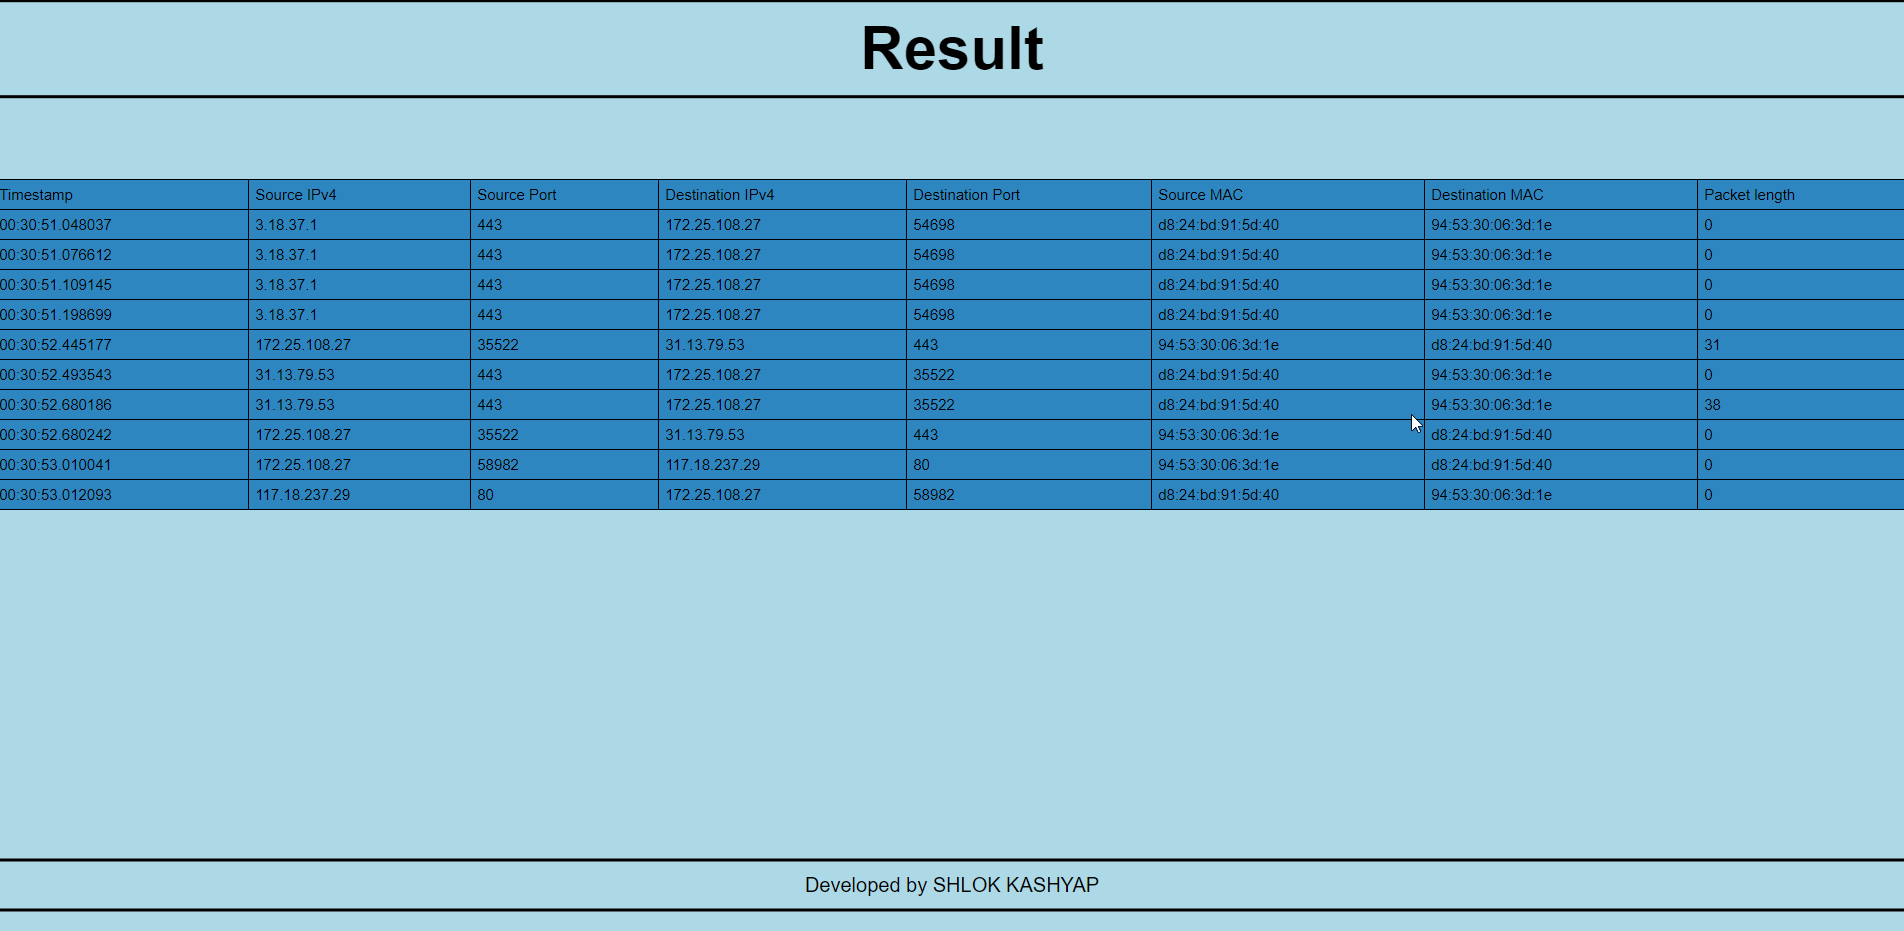 Result
Timestamp Source IPv4 Source Port Destination IPv4 Destination Port Source MAC Destination MAC Packet length
00:30:51.048037 3.18.37.1 443 172.25.108.27 54698 d8:24:bd:91:5d:40 94:53:30:06:3d:1e 0
00:30:51.076612 3.18.37.1 443 172.25.108.27 54698 d8:24:bd:91:5d:40 94:53:30:06:3d:1e 0
00:30:51.109145 3.18.37.1 443 172.25.108.27 54698 d8:24:bd:91:5d:40 94:53:30:06:3d:1e 0
00:30:51.198699 3.18.37.1 443 172.25.108.27 54698 d8:24:bd:91:5d:40 94:53:30:06:3d:1e 0
00:30:52.445177 172.25.108.27 35522 31.13.79.53 443 94:53:30:06:3d:1e d8:24:bd:91:5d:40 31
00:30:52.493543 31.13.79.53 443 172.25.108.27 35522 d8:24:bd:91:5d:40 94:53:30:06:3d:1e 0
00:30:52.680186 31.13.79.53 443 172.25.108.27 35522 d8:24:bd:91:5d:40 94:53:30:06:3d:1e 38
00:30:52.680242 172.25.108.27 35522 31.13.79.53 443 94:53:30:06:3d:1e d8:24:bd:91:5d:40 0
00:30:53.010041 172.25.108.27 58982 117.18.237.29 80 94:53:30:06:3d:1e d8:24:bd:91:5d:40 0
00:30:53.012093 117.18.237.29 80 172.25.108.27 58982 d8:24:bd:91:5d:40 94:53:30:06:3d:1e 0
Developed by SHLOK KASHYAP